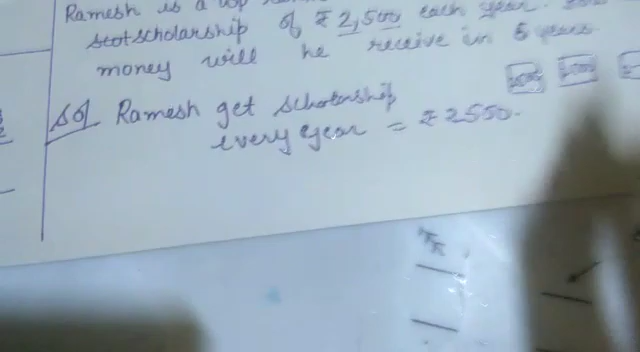 Ramesh is a top
scotscholarship of ₹ 2,500 each year.
money will he receive in 5 years.
Sol Ramesh get scholarship
every year = ₹ 2550.